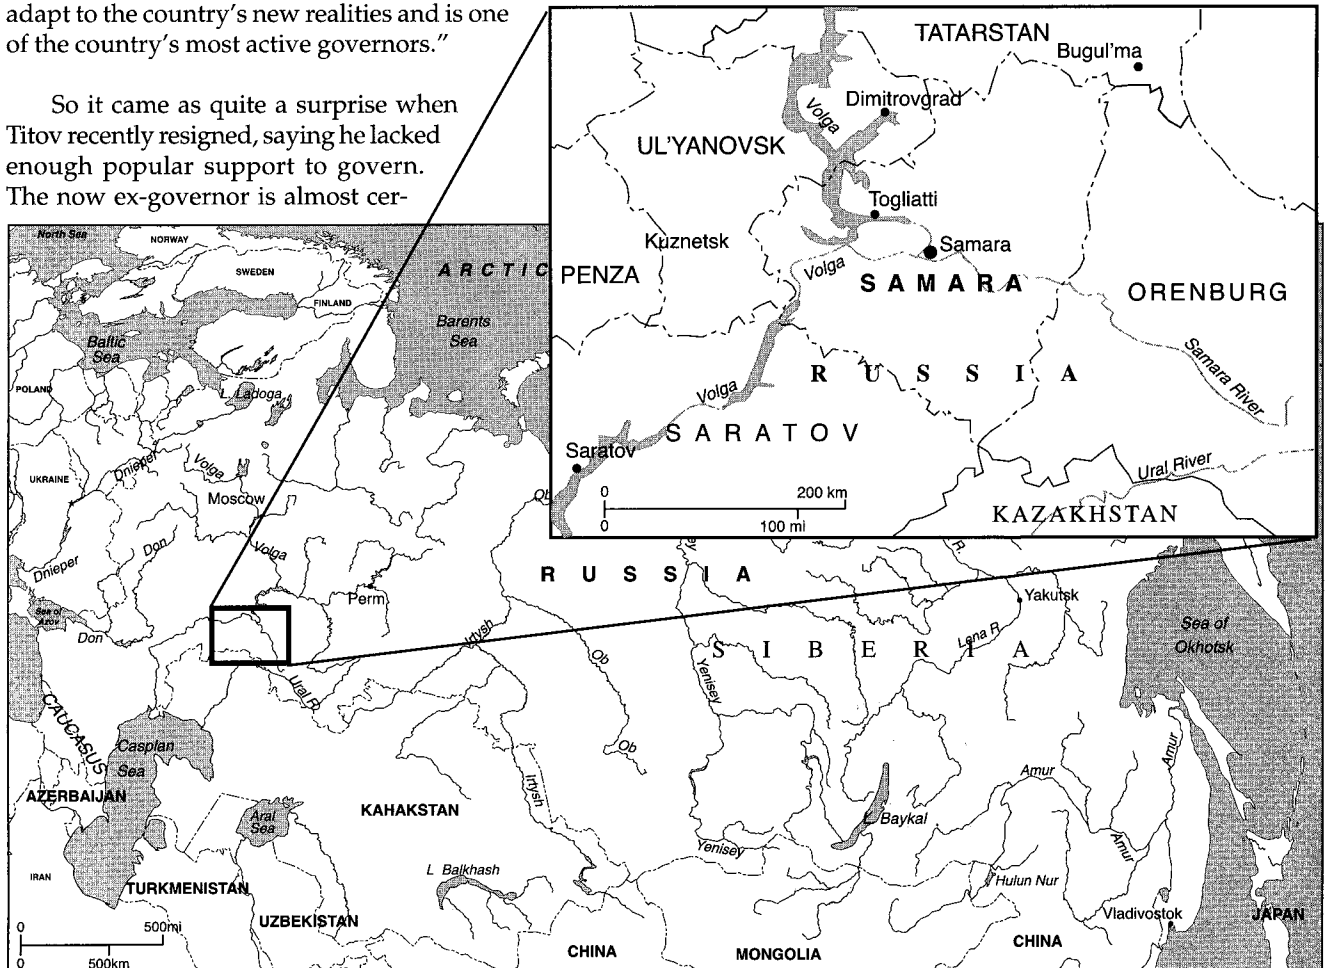 adapt to the country's new realities and is one
of the country's most active governors."
So it came as quite a surprise when
Titov recently resigned, saying he lacked
enough popular support to govern.
The now ex-governor is almost cer-
TATARSTAN
Bugul'ma
Dimitrovgrad
Volga
UL'YANOVSK
Togliatti
Kuznetsk
Samara
PENZA
Volga
SAMARA
ORENBURG
Samara River
RUSSIA
Volga
SARATOV
Saratov
Ural River
0 200 km
0 100 mi
KAZAKHSTAN
North Sea
NORWAY
SWEDEN
FINLAND
ARCTIC
Barents
Sea
Baltic
Sea
POLAND
L. Ladoga
Dnieper
Volga
UKRAINE
Moscow
Ob
Don
Volga
Dnieper
RUSSIA
R.
Perm
Yakutsk
Sea of
Azov
Don
Irtysh
Ob
SIBERIA
Lena R.
Sea of
Okhotsk
Yenisey
Ural R.
CAUCASUS
Caspian
Sea
Ob
Amur
Amur
Irtysh
AZERBAIJAN
KAHAKSTAN
Aral
Sea
L. Baykal
Yenisey
Amur
IRAN
L Balkhash
Hulun Nur
TURKMENISTAN
UZBEKISTAN
Vladivostok
JAPAN
0 500mi
0 500km
CHINA
MONGOLIA
CHINA